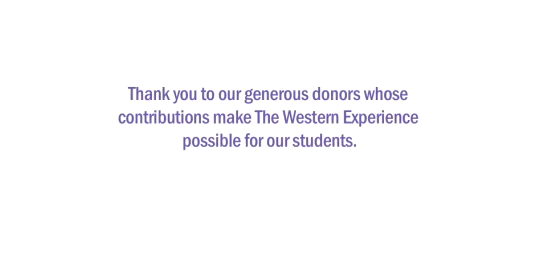 Thank you to our generous donors whose
contributions make The Western Experience
possible for our students.